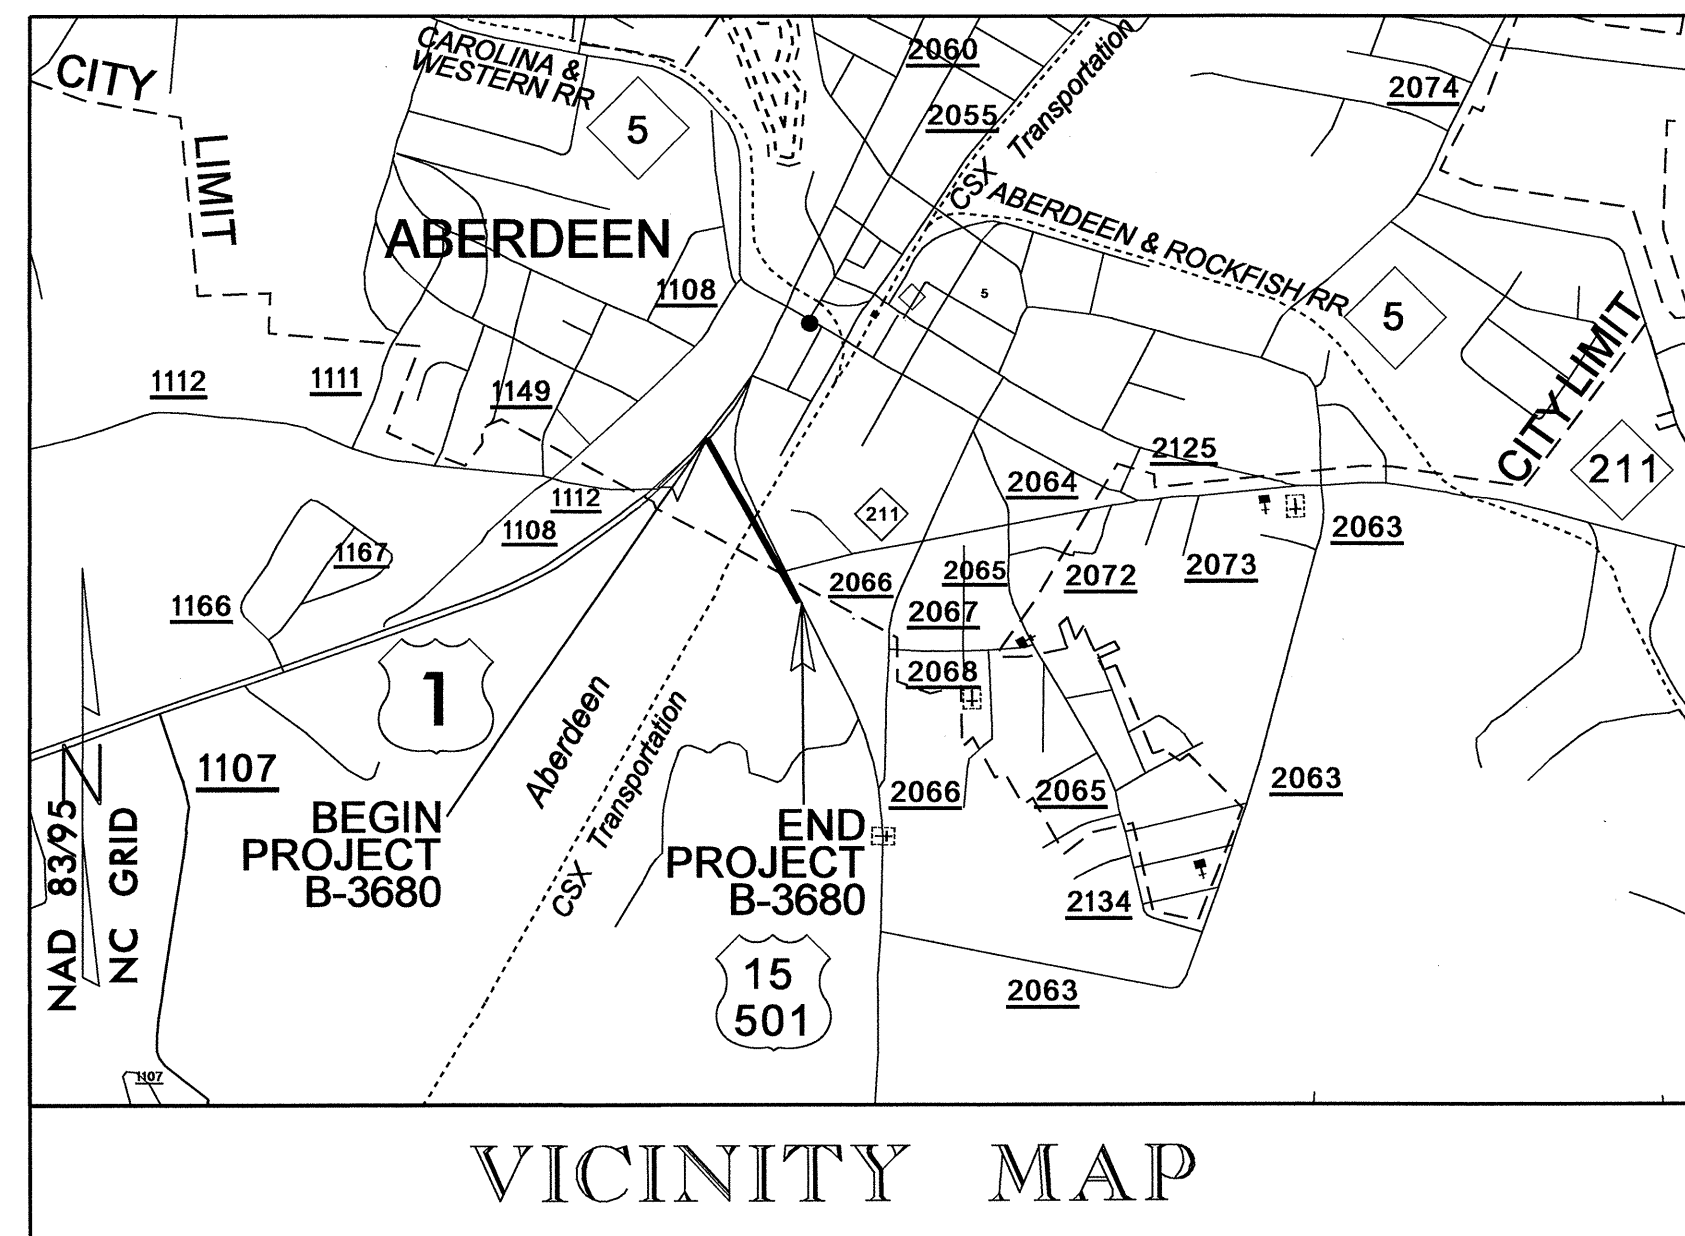 CAROLINA &
WESTERN RR
2060
Transportation
CITY
2074
5
2055
LIMIT
CSX
ABERDEEN & ROCKFISH RR
ABERDEEN
1108
5
5
CITY LIMIT
1112
1111
1149
2125
211
2064
1112
211
1108
2063
1167
2066
2065
2072
2073
1166
2067
2068
1
Aberdeen
CSX Transportation
1107
2066
2065
2063
BEGIN
PROJECT
B-3680
END
PROJECT
B-3680
NAD 83/95
NC GRID
N
2134
15
501
2063
1107
VICINITY MAP